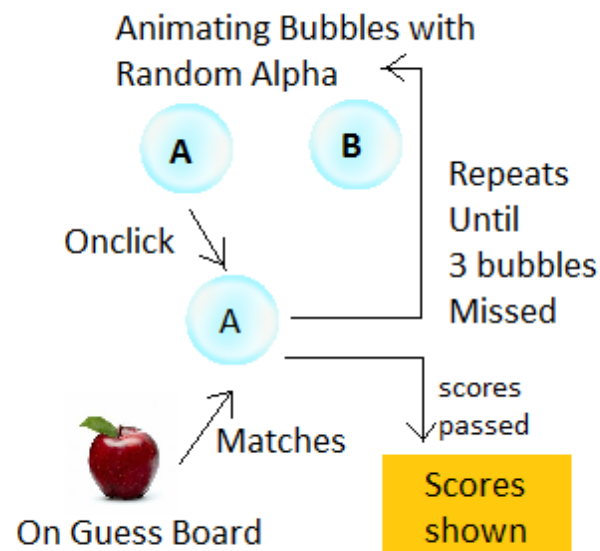 Animating Bubbles with
Random Alpha
A
B
Onclick
Repeats
Until
3 bubbles
Missed
A
Matches
On Guess Board
scores
passed
Scores
shown